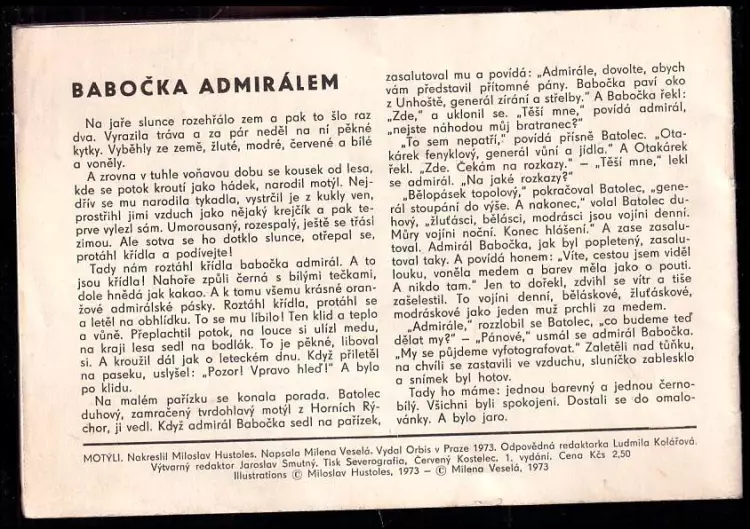 BABOČKA ADMIRÁLEM
Na jaře slunce rozehřálo zem a pak to šlo raz
dva. Vyrazila tráva a za pár neděl na ní pěkné
kytky. Vyběhly ze země, žluté, modré, červené a bílé
a voněly.
A zrovna v tuhle voňavou dobu se kousek od lesa,
kde se potok kroutí jako hádek, narodil motýl. Nej-
dřív se mu narodila tykadla, vystrčil je z kukly ven,
prostřihl jimi vzduch jako nějaký krejčík a pak te-
prve vylezl sám. Umorousaný, rozespalý, ještě se třásl
zimou. Ale sotva se ho dotklo slunce, otřepal se,
protáhl křídla a podívejte!
Tady nám roztáhl křídla babočka admirál. A to
jsou křídla! Nahoře způli černá s bílými tečkami,
dole hnědá jak kakao. A k tomu všemu krásné oran-
žové admirálské pásky. Roztáhl křídla, protáhl se
a letěl na obhlídku. To se mu líbilo! Ten klid a teplo
a vůně. Přeplachtil potok, na louce si ulízl medu,
na kraji lesa sedl na bodlák. To je pěkné, liboval
si. A kroužil dál jak o leteckém dnu. Když přiletěl
na paseku, uslyšel: „Pozor! Vpravo hleď!" A bylo
po klidu.
Na malém pařízku se konala porada. Batolec
duhový, zamračený tvrdohlavý motýl z Horních Rý-
chor, ji vedl. Když admirál Babočka sedl na pařízek,
zasalutoval mu a povídá: „Admirále, dovolte, abych
vám představil přítomné pány. Babočka paví oko
z Unhoště, generál zírání a střelby." A Babočka řekl:
„Zde," a uklonil se. „Těší mne," povídá admirál,
„nejste náhodou můj bratranec?"
„To sem nepatří," povídá přísně Batolec. „Ota-
kárek fenyklový, generál vůní a jídla." A Otakárek
řekl. „Zde. Čekám na rozkazy." – „Těší mne," lekl
se admirál. „Na jaké rozkazy?"
„Bělopásek topolový," pokračoval Batolec, „gene-
rál stoupání do výše. A nakonec," volal Batolec du-
hový, „žluťásci, bělásci, modrásci jsou vojíni denní.
Můry vojíni noční. Konec hlášení." A zase zasalu-
toval. Admirál Babočka, jak byl popletený, zasalu-
toval taky. A povídá honem: „Víte, cestou jsem viděl
louku, voněla medem a barev měla jako o pouti.
A nikdo tam." Jen to dořekl, zdvihl se vítr a tiše
zašelestil. To vojíni denní, běláskové, žluťáskové,
modráskové jako jeden muž prchli za medem.
„Admirále," rozzlobil se Batolec, „co budeme teď
dělat my?" – „Pánové," usmál se admirál Babočka.
„My se půjdeme vyfotografovat." Zaletěli nad tůňku,
na chvíli se zastavili ve vzduchu, sluníčko zablesklo
a snímek byl hotov.
Tady ho máme: jednou barevný a jednou černo-
bílý. Všichni byli spokojeni. Dostali se do omalo-
vánky. A bylo jaro.
MOTÝLI. Nakreslil Miloslav Hustoles. Napsala Milena Veselá. Vydal Orbis v Praze 1973. Odpovědná redaktorka Ludmila Kolářová.
Výtvarný redaktor Jaroslav Smutný. Tisk Severografia, Červený Kostelec. 1. vydání. Cena Kčs 2,50
Illustrations © Miloslav Hustoles, 1973 – © Milena Veselá, 1973